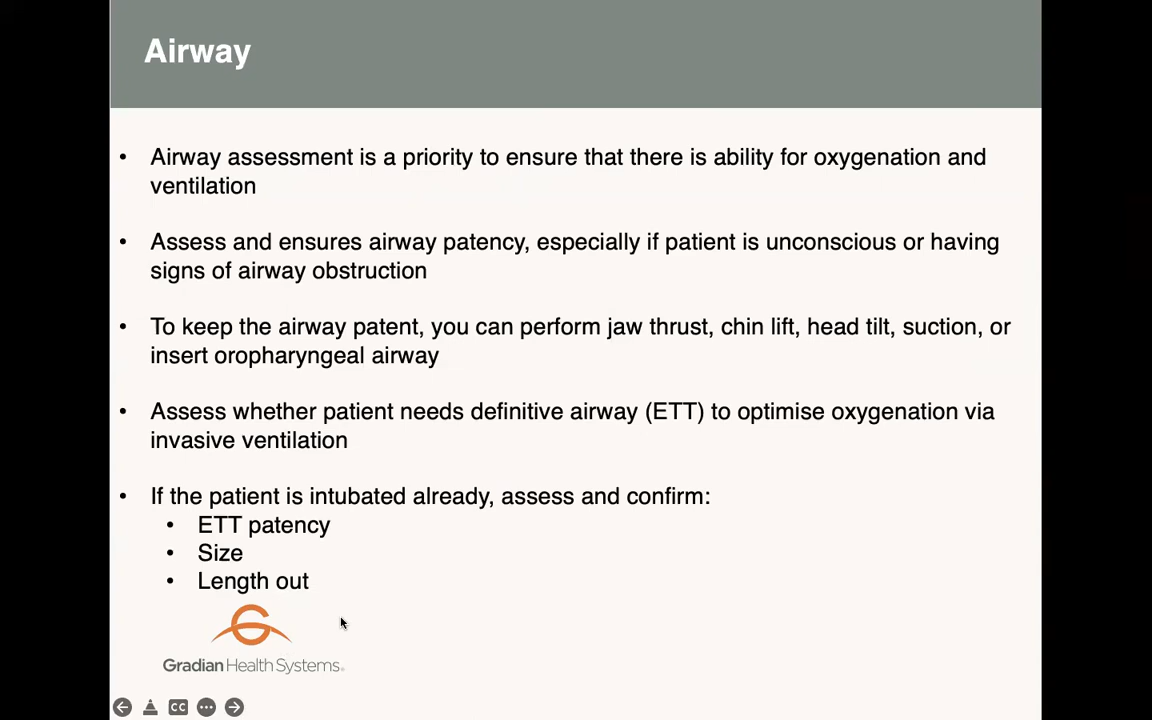 Airway
• Airway assessment is a priority to ensure that there is ability for oxygenation and
ventilation
• Assess and ensures airway patency, especially if patient is unconscious or having
signs of airway obstruction
• To keep the airway patent, you can perform jaw thrust, chin lift, head tilt, suction, or
insert oropharyngeal airway
• Assess whether patient needs definitive airway (ETT) to optimise oxygenation via
invasive ventilation
• If the patient is intubated already, assess and confirm:
• ETT patency
• Size
• Length out
Gradian Health Systems
CC